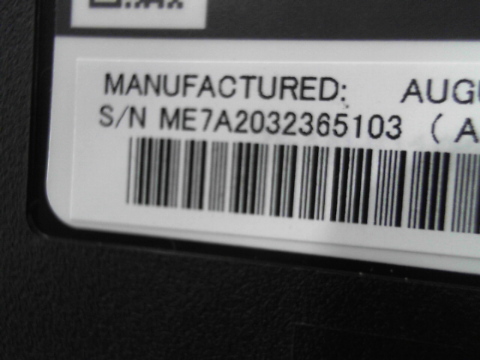 MANUFACTURED: AUGU
S/N ME7A2032365103 ( A